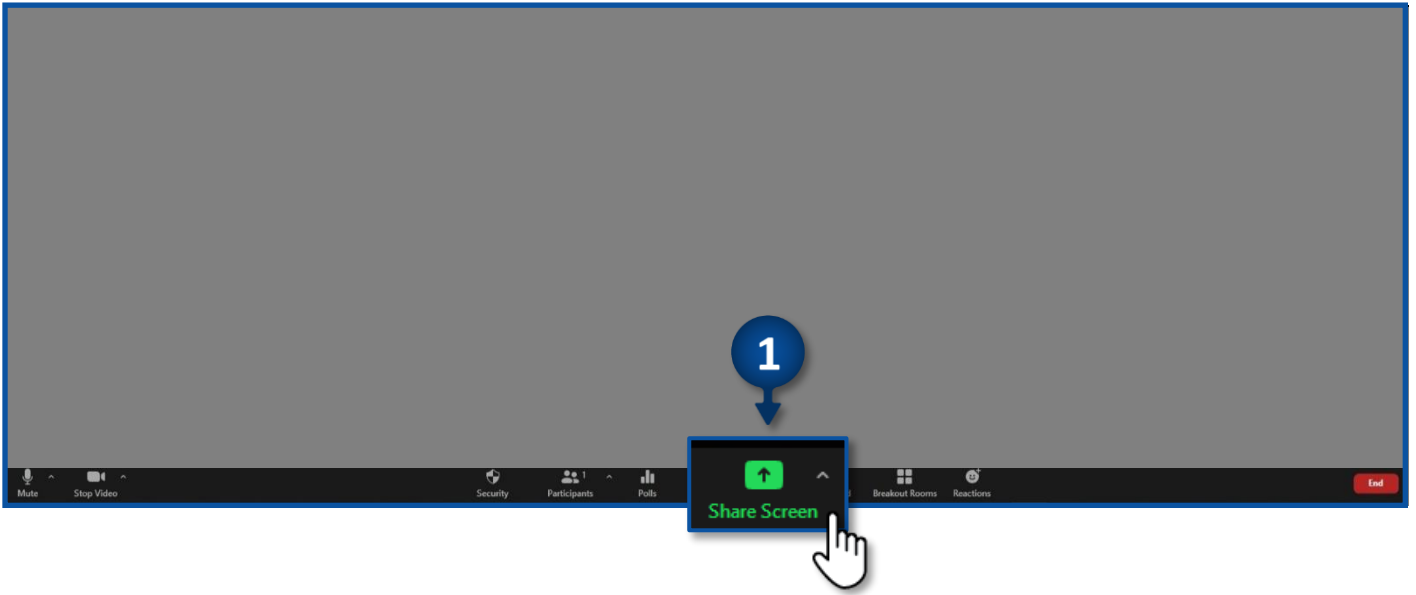 1
Mute
Stop Video
Security
Participants
1
Polls
Share Screen
Breakout Rooms
Reactions
End